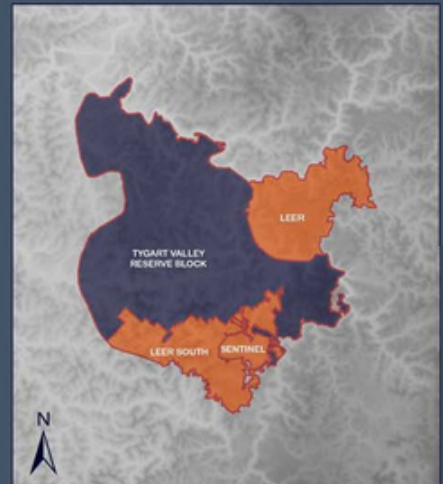 LEER
TYGART VALLEY
RESERVE BLOCK
LEER SOUTH
SENTINEL
N